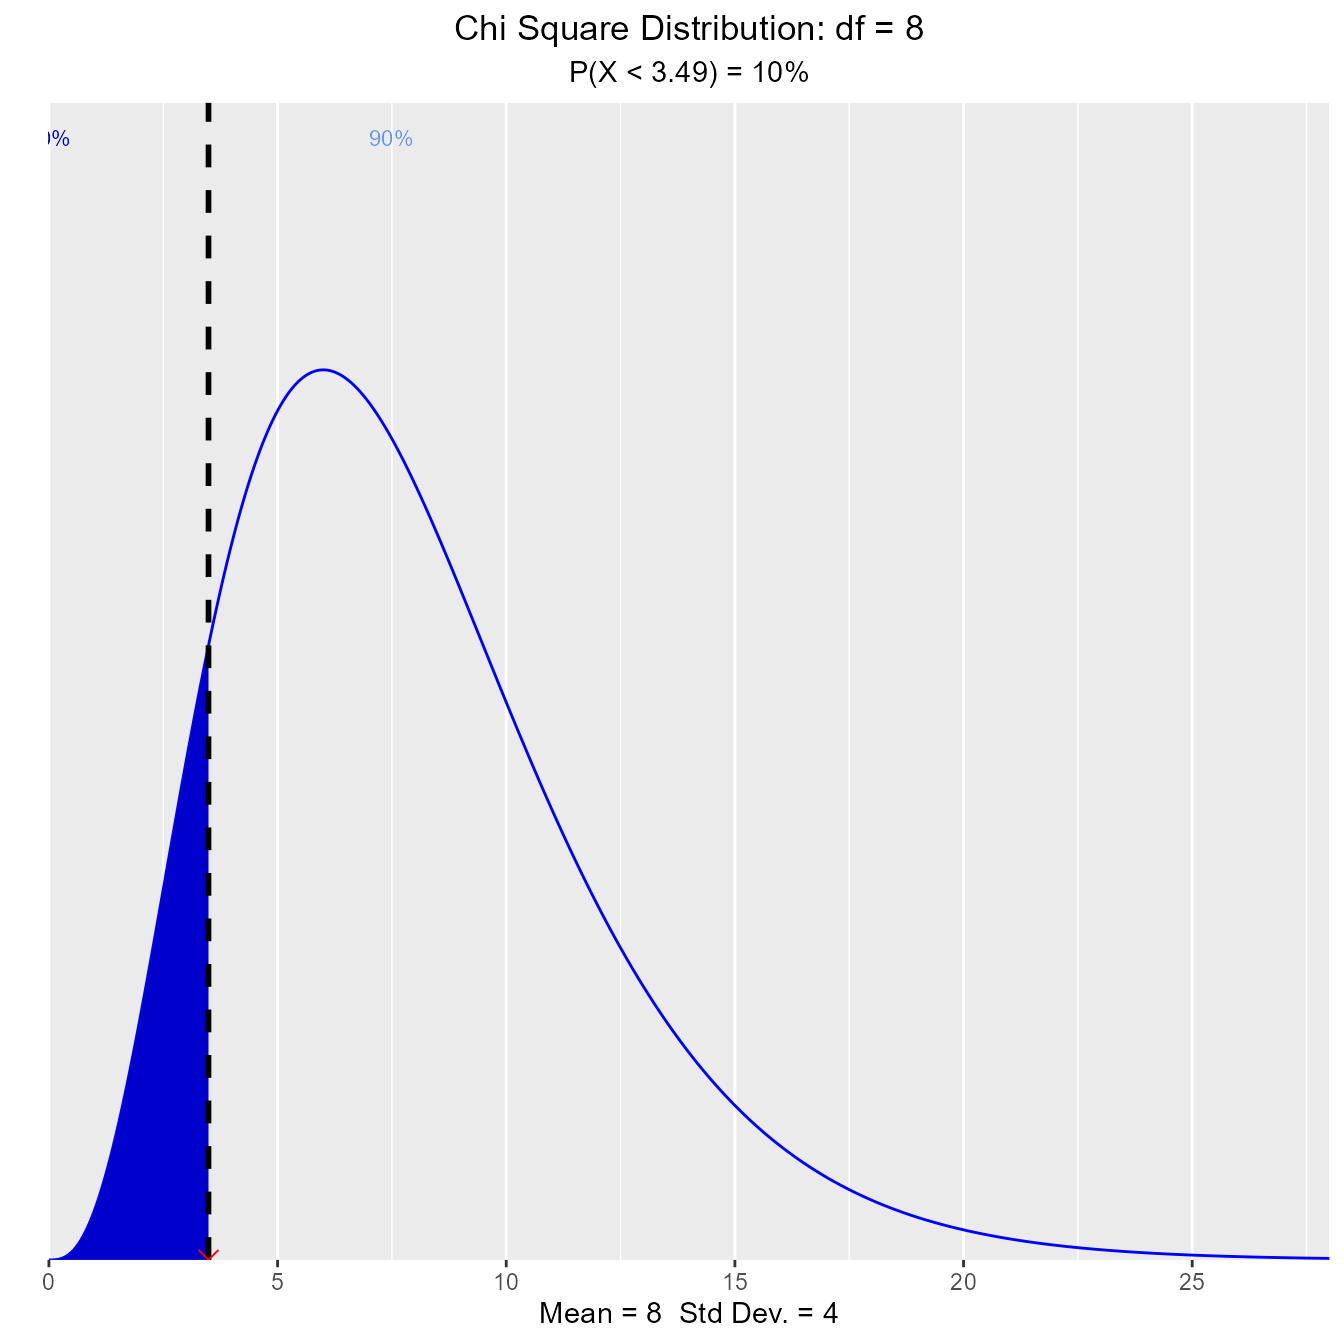 Chi Square Distribution: df = 8
P(X < 3.49) = 10%
90%
0 5 10 15 20 25
Mean = 8 Std Dev. = 4